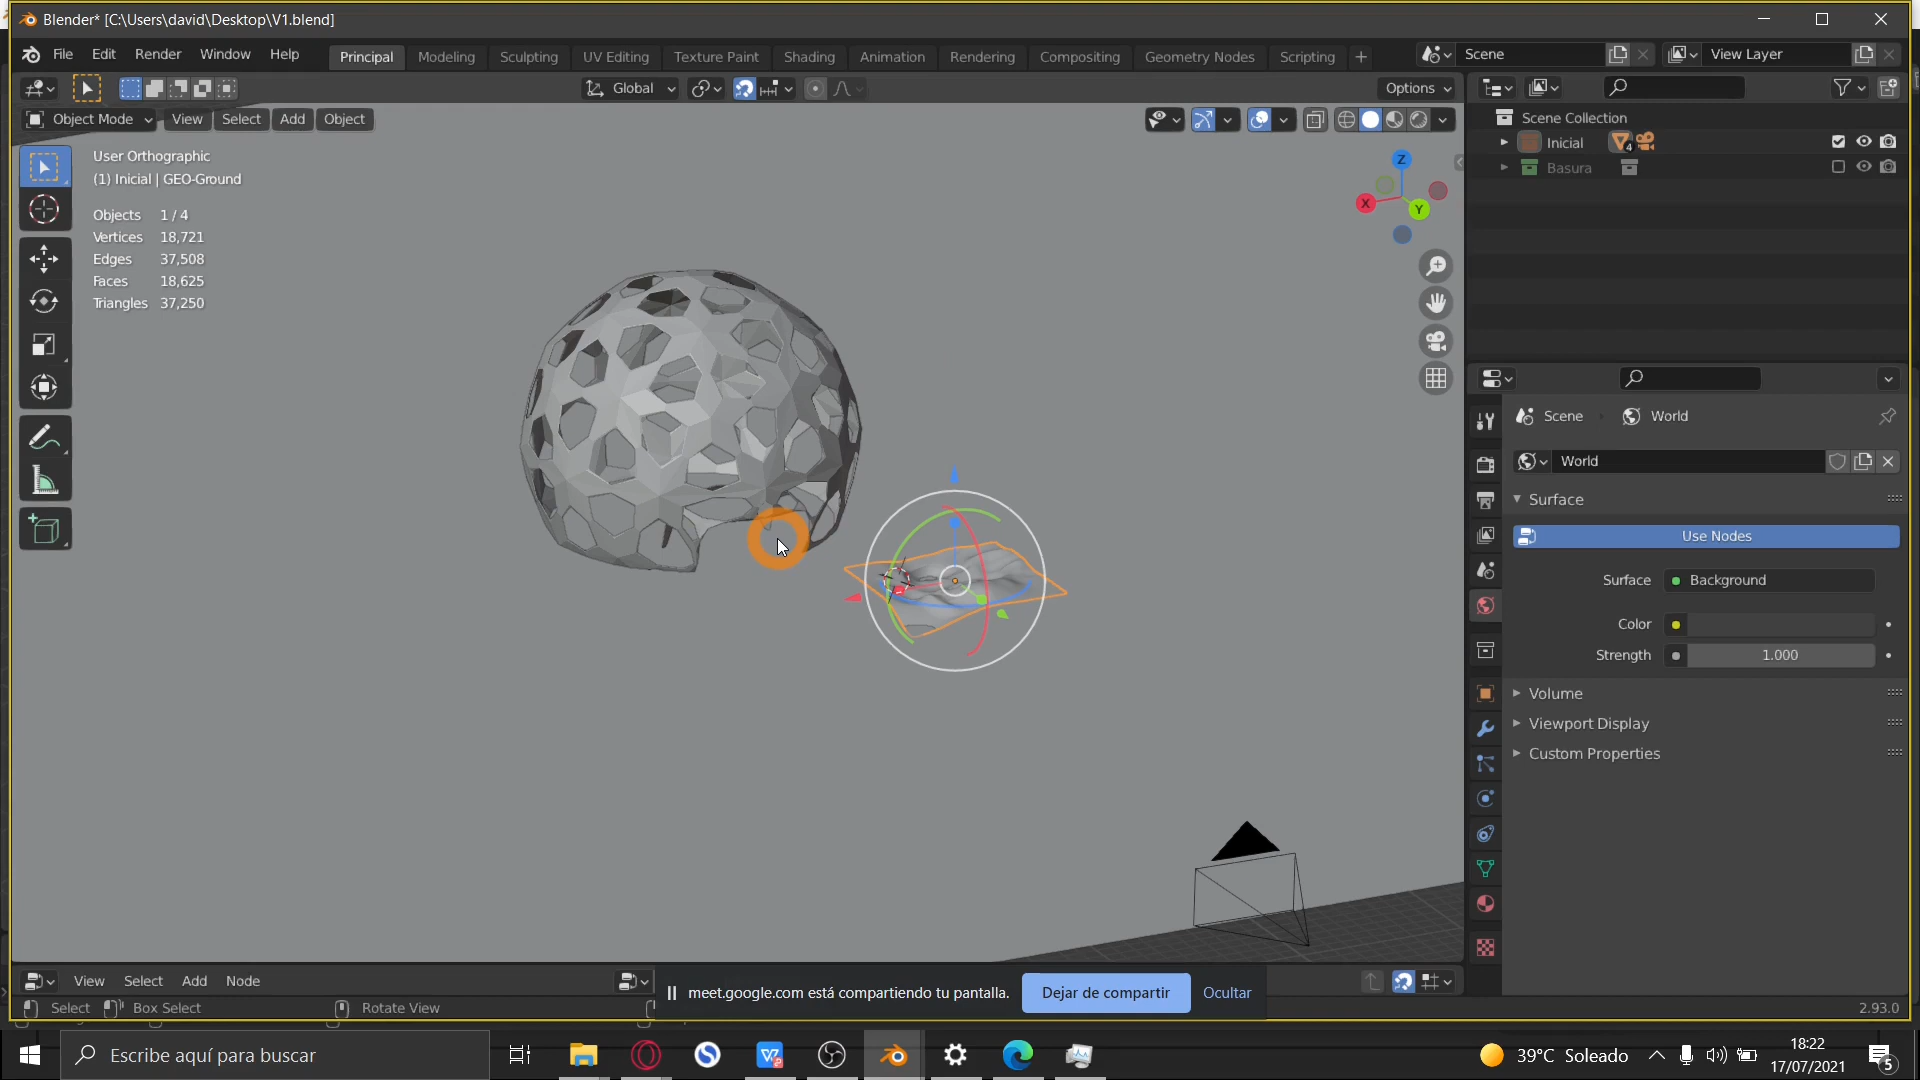 Blender* [C:\Users\david\Desktop\V1.blend]
File Edit Render Window Help Principal Modeling Sculpting UV Editing Texture Paint Shading Animation Rendering Compositing Geometry Nodes Scripting + Scene View Layer
Global Options
Object Mode View Select Add Object
Scene Collection
Inicial 4
Basura
User Orthographic
(1) Inicial | GEO-Ground
Objects 1/4
Vertices 18,721
Edges 37,508
Faces 18,625
Triangles 37,250
Z
X
Y
Scene World
World
Surface
Use Nodes
Surface Background
Color
Strength 1.000
Volume
Viewport Display
Custom Properties
View Select Add Node
meet.google.com está compartiendo tu pantalla. Dejar de compartir Ocultar
Select Box Select Rotate View 2.93.0
Escribe aquí para buscar
39°C Soleado
18:22
17/07/2021
5